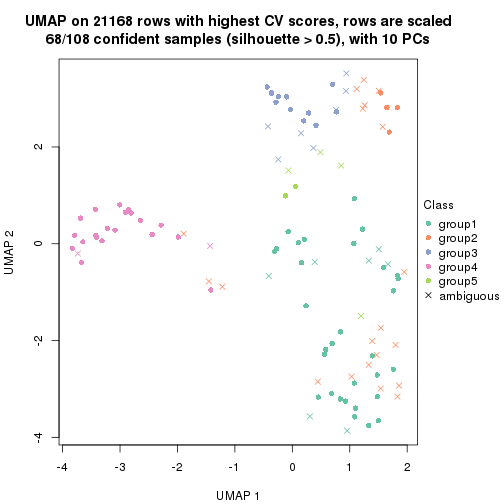 UMAP on 21168 rows with highest CV scores, rows are scaled
68/108 confident samples (silhouette > 0.5), with 10 PCs
UMAP 2
2
0
-2
-4
-4
-3
-2
-1
0
1
2
UMAP 1
Class
group1
group2
group3
group4
group5
ambiguous